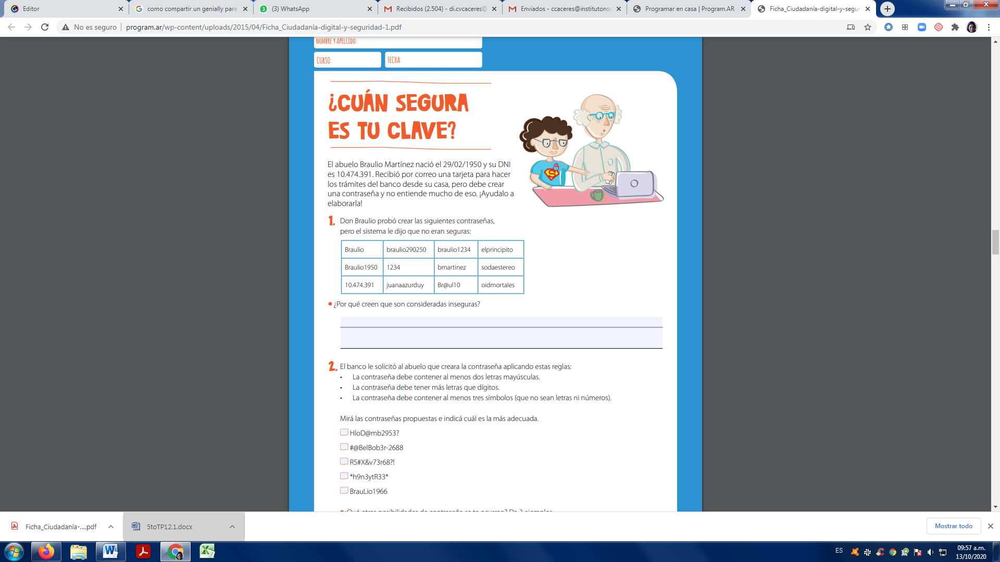 Editor
como compartir un genially para
(3) WhatsApp
Recibidos (2.504) - di.cvcaceres@
Enviados - ccaceres@institutonsv
Programar en casa | Program.AR
Ficha_Ciudadanía-digital-y-segur
No es seguro
program.ar/wp-content/uploads/2015/04/Ficha_Ciudadanía-digital-y-seguridad-1.pdf
NOMBRE Y APELLIDO:
CURSO:
FECHA:
¿CUÁN SEGURA
ES TU CLAVE?
El abuelo Braulio Martínez nació el 29/02/1950 y su DNI
es 10.474.391. Recibió por correo una tarjeta para hacer
los trámites del banco desde su casa, pero debe crear
una contraseña y no entiende mucho de eso. ¡Ayudalo a
elaborarla!
1. Don Braulio probó crear las siguientes contraseñas,
pero el sistema le dijo que no eran seguras:
Braulio braulio290250 braulio1234 elprincipito
Braulio1950 1234 bmartinez sodaestereo
10.474.391 juanaazurduy Br@ul10 oidmortales
• ¿Por qué creen que son consideradas inseguras?
2. El banco le solicitó al abuelo que creara la contraseña aplicando estas reglas:
• La contraseña debe contener al menos dos letras mayúsculas.
• La contraseña debe tener más letras que dígitos.
• La contraseña debe contener al menos tres símbolos (que no sean letras ni números).
Mirá las contraseñas propuestas e indicá cuál es la más adecuada.
HloD@mb2953?
#@BelBob3r-2688
R5#X&v73r68?!
*h9n3ytR33*
BrauLio1966
Ficha_Ciudadanía-....pdf
5toTP12.1.docx
Mostrar todo
ES
09:57 a.m.
13/10/2020